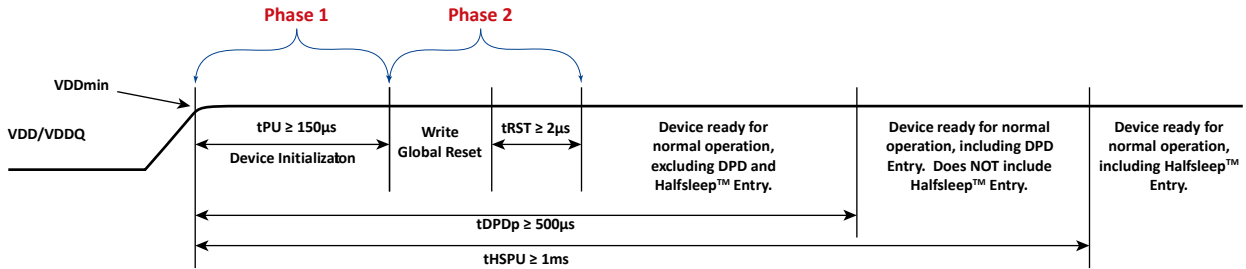 Phase 1
Phase 2
VDDmin
VDD/VDDQ
tPU ≥ 150µs
Device Initializaton
Write
Global Reset
tRST ≥ 2µs
Device ready for
normal operation,
excluding DPD and
Halfsleep™ Entry.
Device ready for normal
operation, including DPD
Entry. Does NOT include
Halfsleep™ Entry.
Device ready for
normal operation,
including Halfsleep™
Entry.
tDPDp ≥ 500µs
tHSPU ≥ 1ms